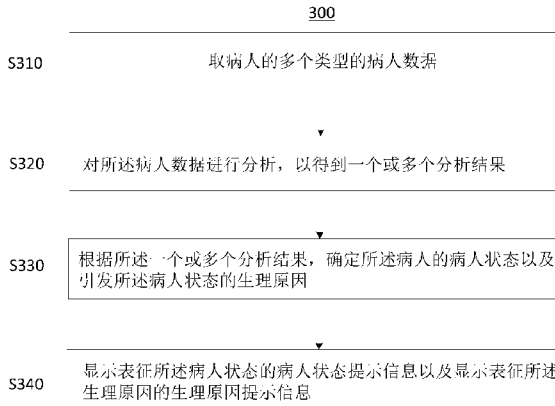 300
S310
取病人的多个类型的病人数据
S320
对所述病人数据进行分析，以得到一个或多个分析结果
S330
根据所述一个或多个分析结果，确定所述病人的病人状态以及
引发所述病人状态的生理原因
S340
显示表征所述病人状态的病人状态提示信息以及显示表征所述
生理原因的生理原因提示信息